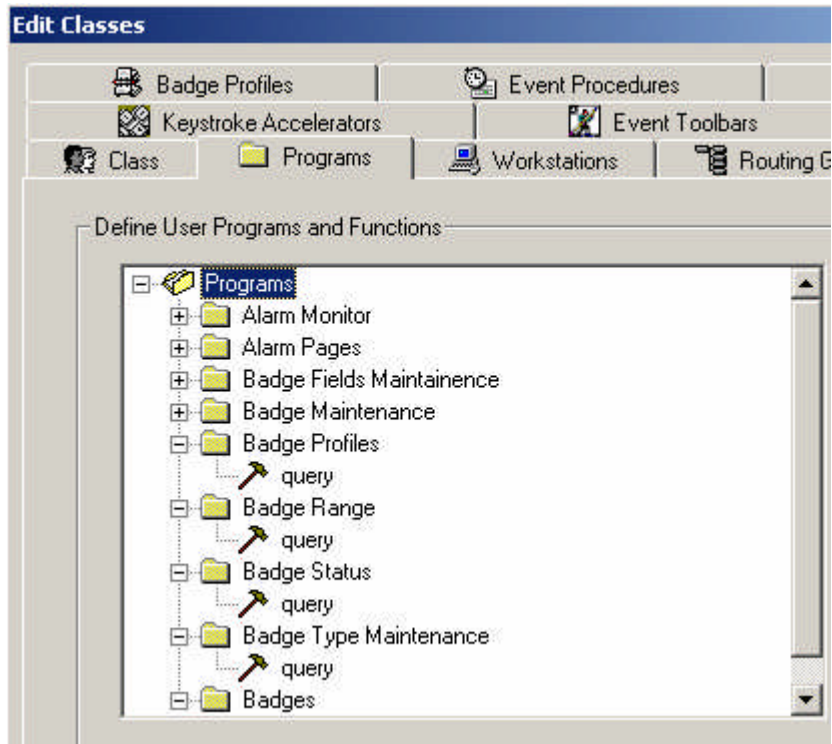 Edit Classes
Badge Profiles
Event Procedures
Keystroke Accelerators
Event Toolbars
Class
Programs
Workstations
Routing G
Define User Programs and Functions
Programs
Alarm Monitor
Alarm Pages
Badge Fields Maintainence
Badge Maintenance
Badge Profiles
query
Badge Range
query
Badge Status
query
Badge Type Maintenance
query
Badges